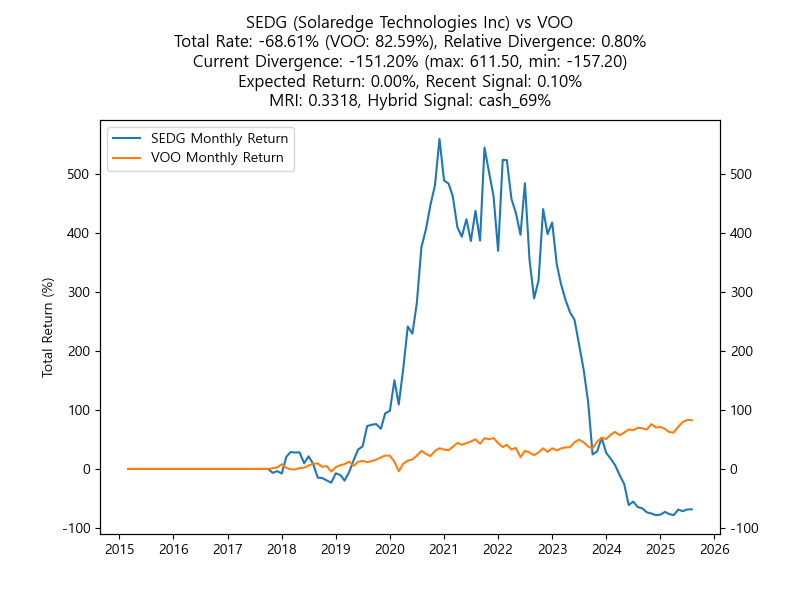 SEDG (Solaredge Technologies Inc) vs VOO
Total Rate: -68.61% (VOO: 82.59%), Relative Divergence: 0.80%
Current Divergence: -151.20% (max: 611.50, min: -157.20)
Expected Return: 0.00%, Recent Signal: 0.10%
MRI: 0.3318, Hybrid Signal: cash_69%
SEDG Monthly Return
VOO Monthly Return
Total Return (%)
500
400
300
200
100
0
-100
500
400
300
200
100
0
-100
2015 2016 2017 2018 2019 2020 2021 2022 2023 2024 2025 2026